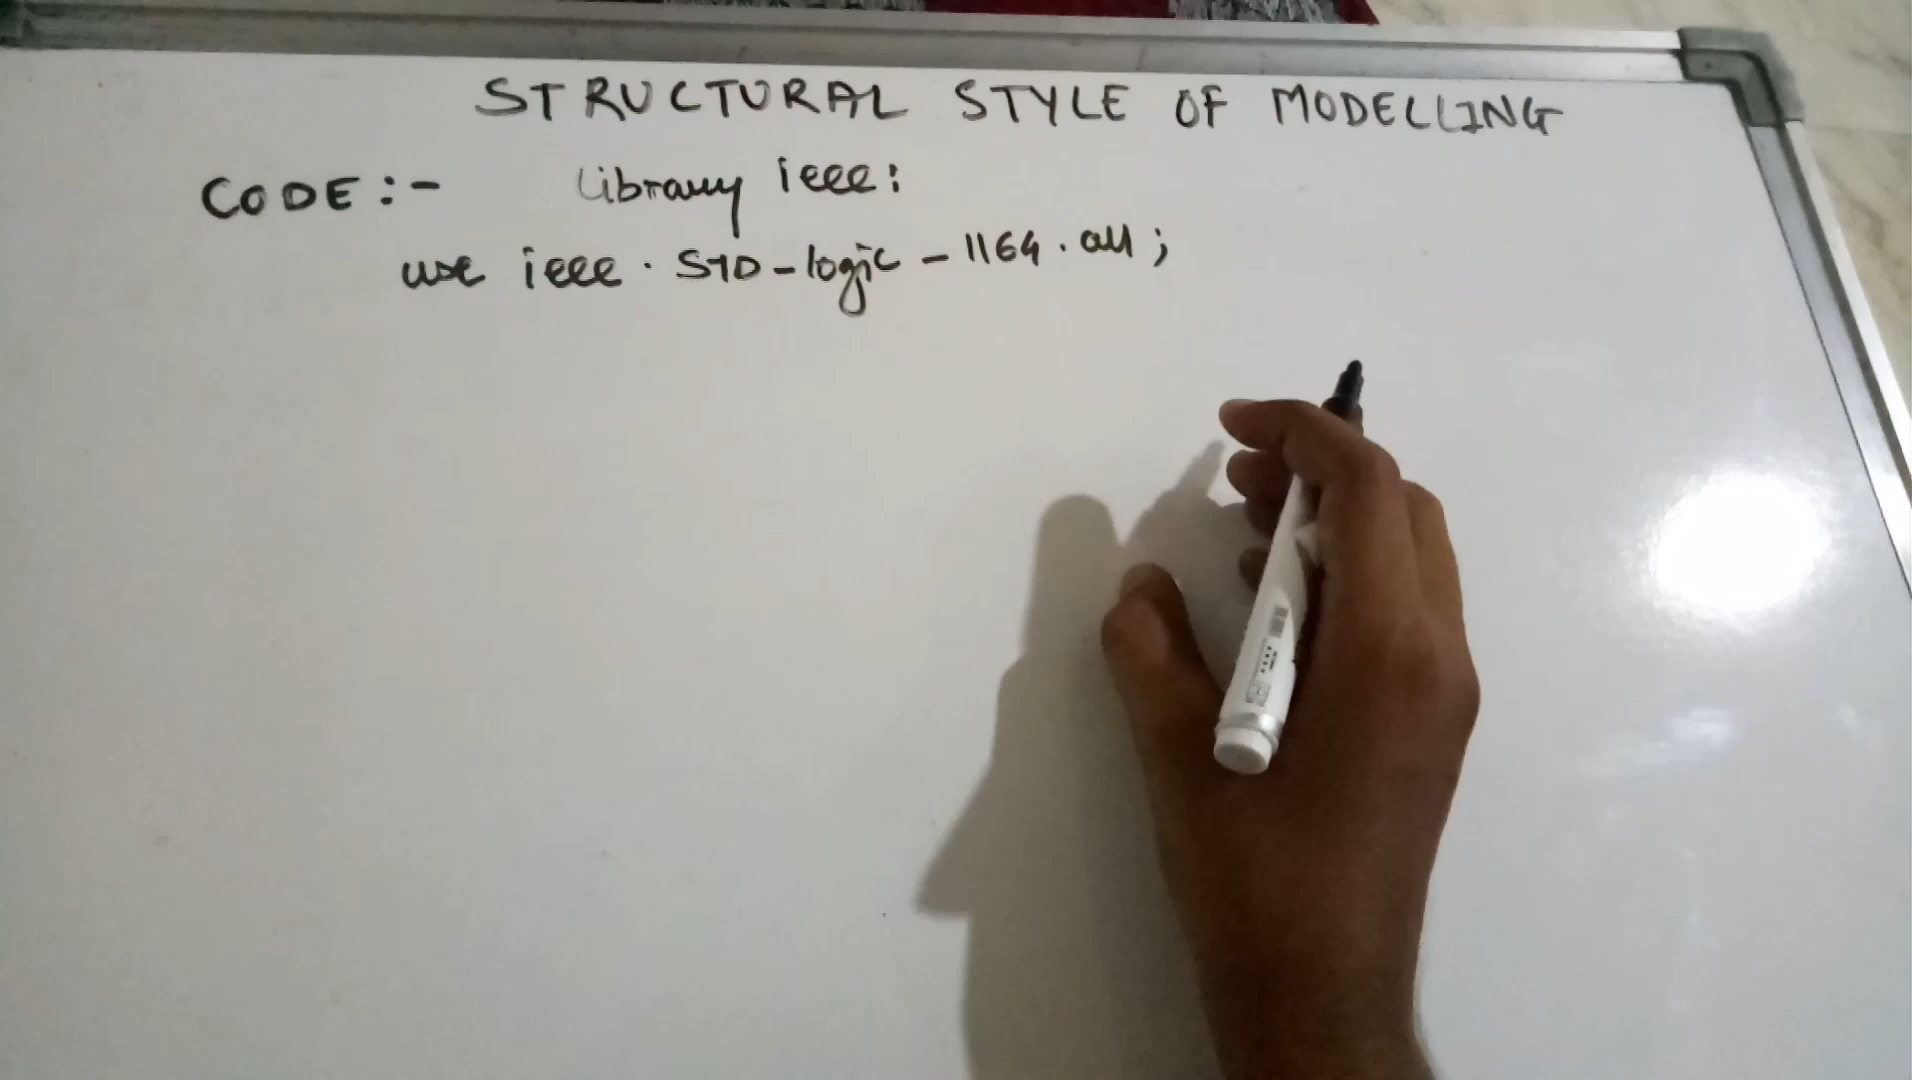 STRUCTURAL STYLE OF MODELLING
CODE :- Library ieee:
use ieee . STD - logic - 1164 . all ;